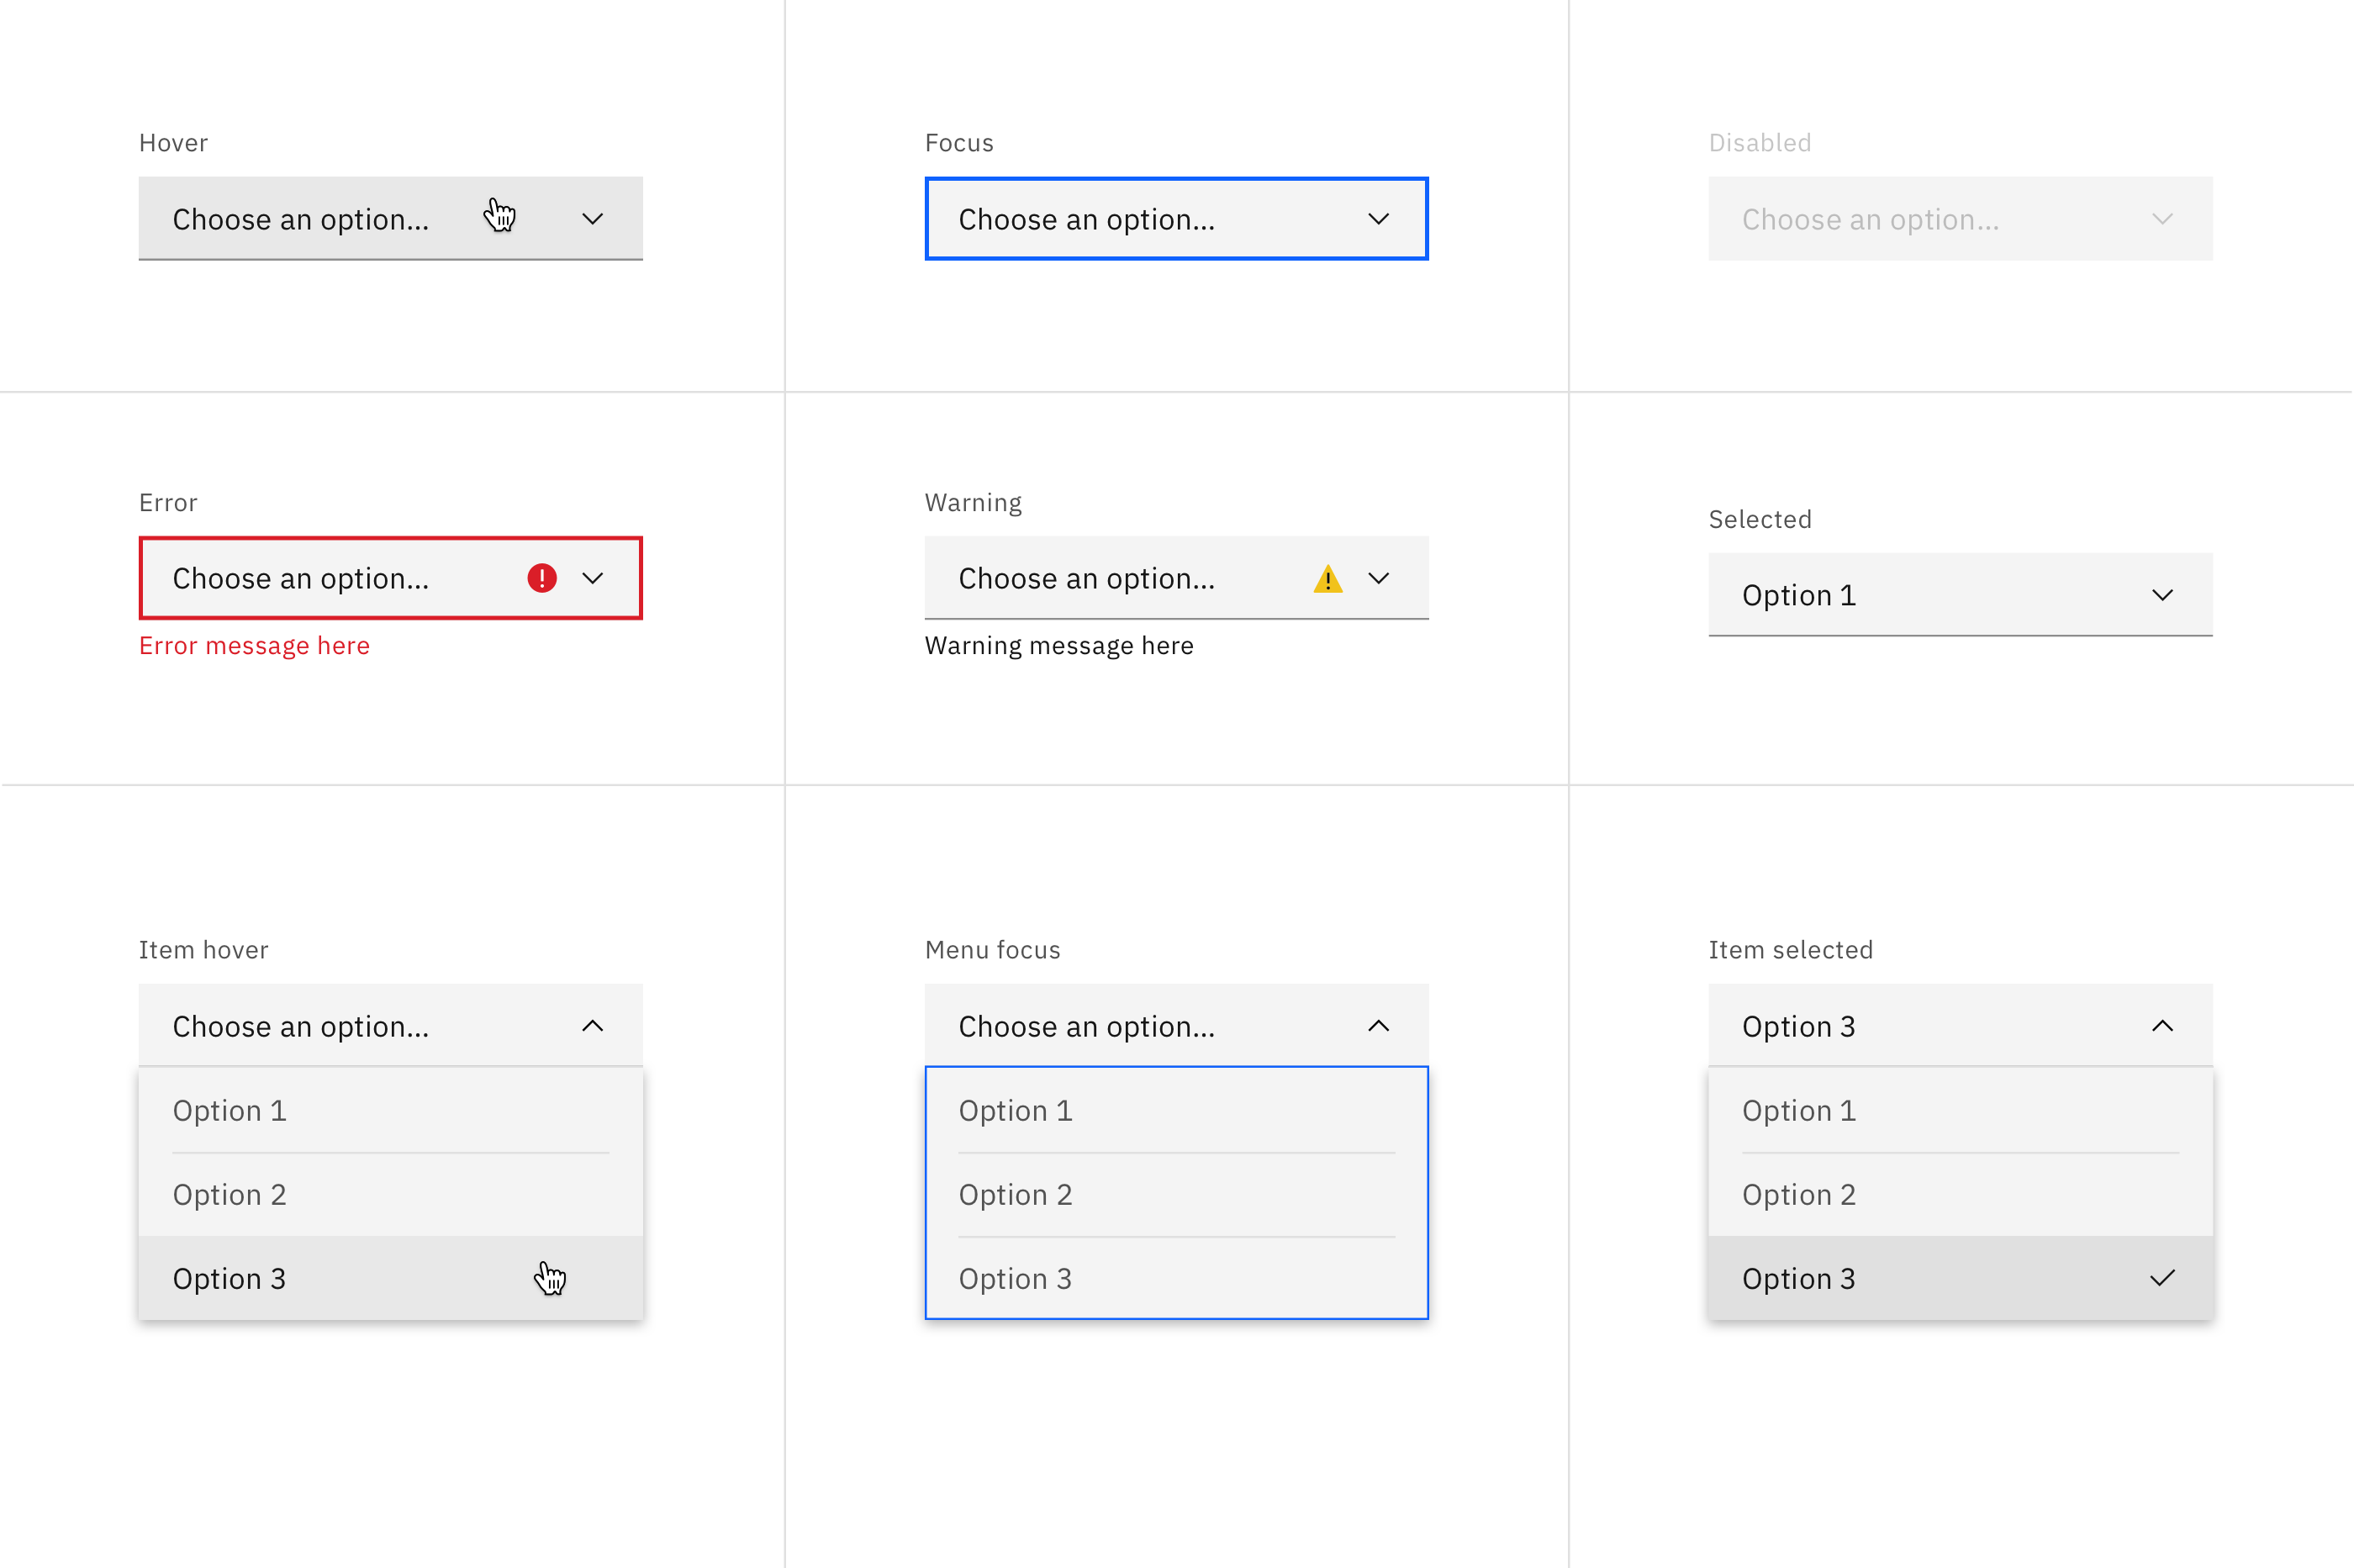 Hover
Choose an option...
Focus
Choose an option...
Disabled
Choose an option...
Error
Choose an option...
Error message here
Warning
Choose an option...
Warning message here
Selected
Option 1
Item hover
Choose an option...
Option 1
Option 2
Option 3
Menu focus
Choose an option...
Option 1
Option 2
Option 3
Item selected
Option 3
Option 1
Option 2
Option 3